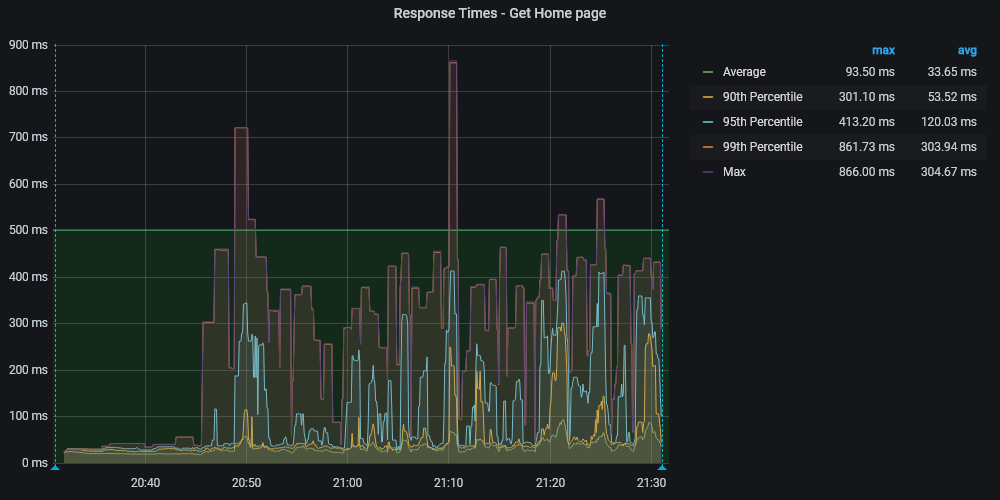 Response Times - Get Home page
900 ms
800 ms
700 ms
600 ms
500 ms
400 ms
300 ms
200 ms
100 ms
0 ms
20:40 20:50 21:00 21:10 21:20 21:30
max avg
Average 93.50 ms 33.65 ms
90th Percentile 301.10 ms 53.52 ms
95th Percentile 413.20 ms 120.03 ms
99th Percentile 861.73 ms 303.94 ms
Max 866.00 ms 304.67 ms